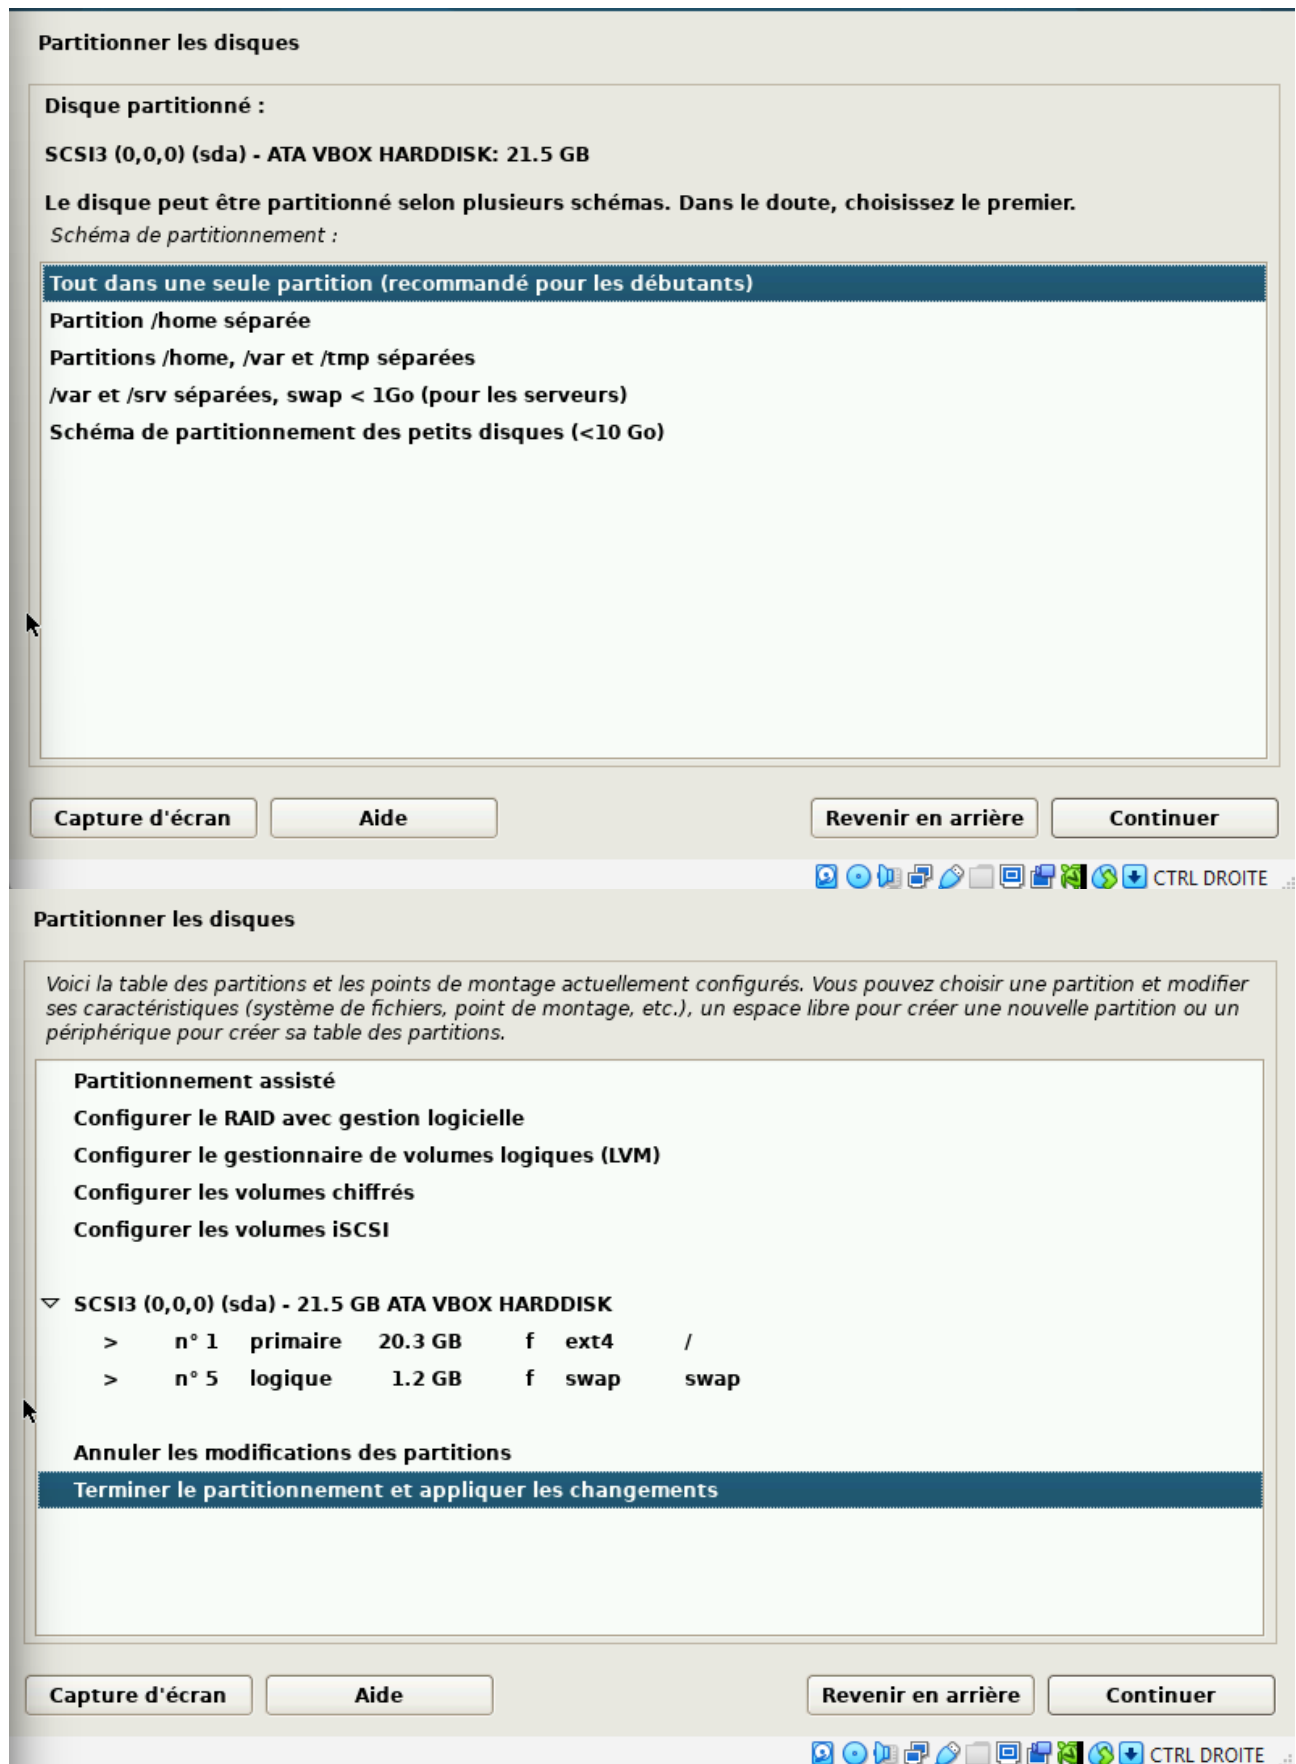 Partitionner les disques
Disque partitionné :
SCSI3 (0,0,0) (sda) - ATA VBOX HARDDISK: 21.5 GB
Le disque peut être partitionné selon plusieurs schémas. Dans le doute, choisissez le premier.
Schéma de partitionnement :
Tout dans une seule partition (recommandé pour les débutants)
Partition /home séparée
Partitions /home, /var et /tmp séparées
/var et /srv séparées, swap < 1Go (pour les serveurs)
Schéma de partitionnement des petits disques (<10 Go)
Capture d'écran Aide Revenir en arrière Continuer
CTRL DROITE
Partitionner les disques
Voici la table des partitions et les points de montage actuellement configurés. Vous pouvez choisir une partition et modifier
ses caractéristiques (système de fichiers, point de montage, etc.), un espace libre pour créer une nouvelle partition ou un
périphérique pour créer sa table des partitions.
Partitionnement assisté
Configurer le RAID avec gestion logicielle
Configurer le gestionnaire de volumes logiques (LVM)
Configurer les volumes chiffrés
Configurer les volumes iSCSI
SCSI3 (0,0,0) (sda) - 21.5 GB ATA VBOX HARDDISK
> n° 1 primaire 20.3 GB f ext4 /
> n° 5 logique 1.2 GB f swap swap
Annuler les modifications des partitions
Terminer le partitionnement et appliquer les changements
Capture d'écran Aide Revenir en arrière Continuer
CTRL DROITE